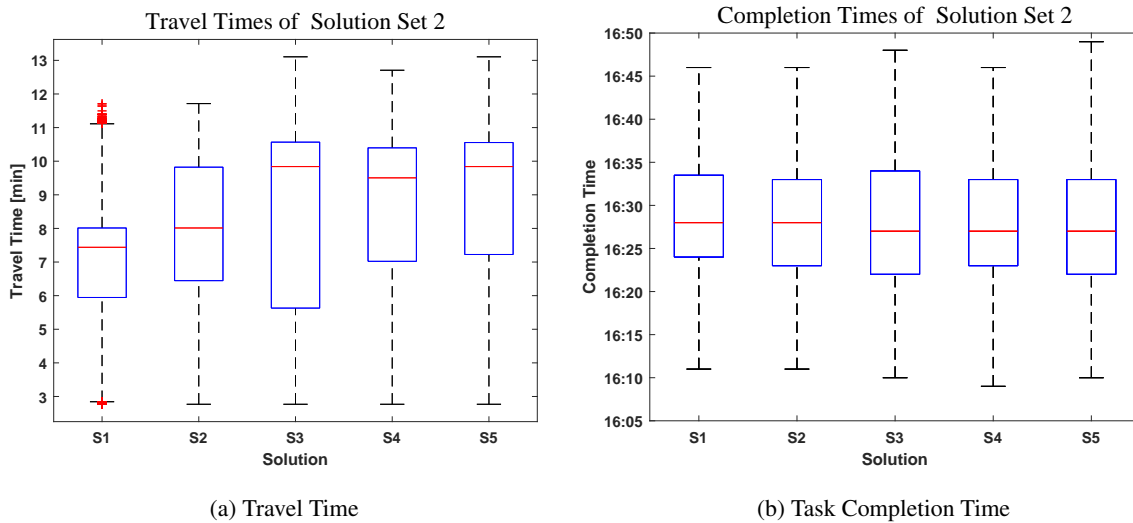 Travel Times of Solution Set 2
13
12
11
10
9
8
7
6
5
4
3
Travel Time [min]
S1 S2 S3 S4 S5
Solution
(a) Travel Time
Completion Times of Solution Set 2
16:50
16:45
16:40
16:35
16:30
16:25
16:20
16:15
16:10
16:05
Completion Time
S1 S2 S3 S4 S5
Solution
(b) Task Completion Time